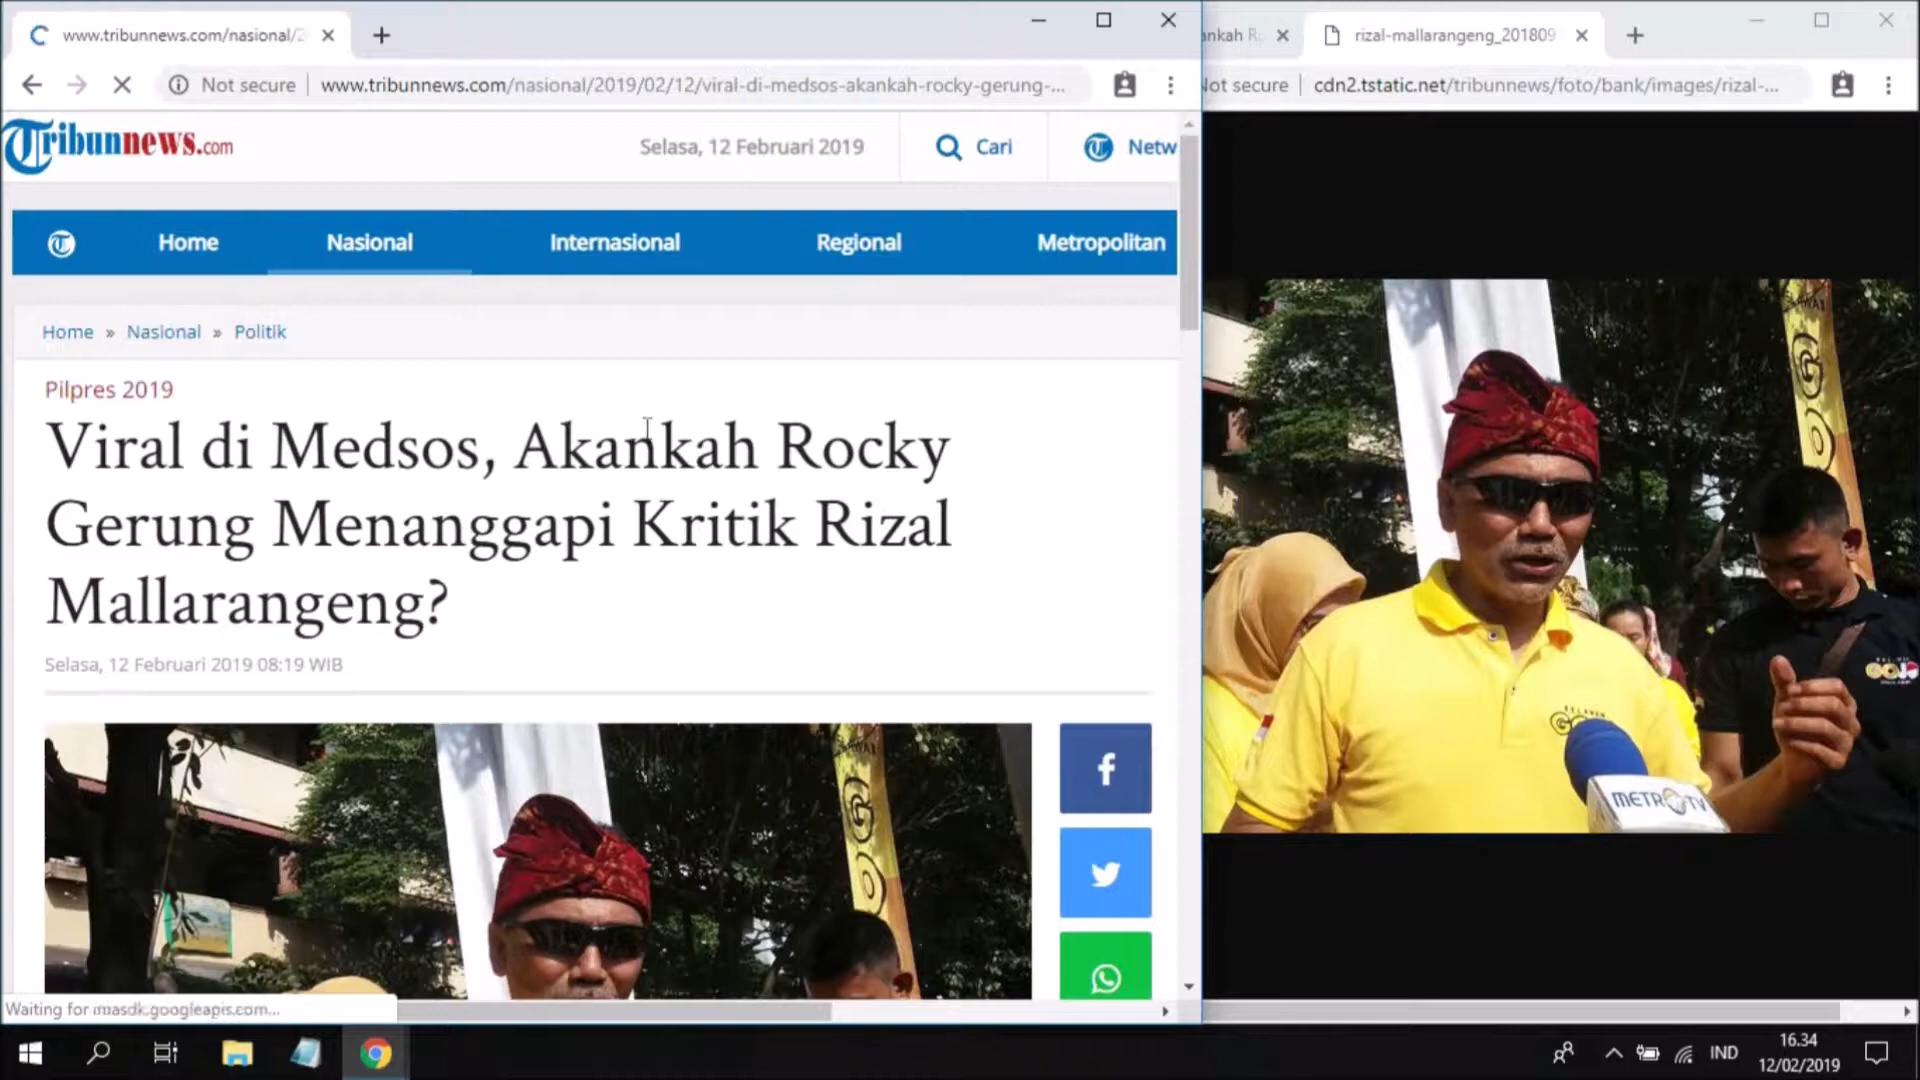 www.tribunnews.com/nasional/2
ankah R
rizal-mallarangeng_201809
Not secure
www.tribunnews.com/nasional/2019/02/12/viral-di-medsos-akankah-rocky-gerung-...
Not secure
cdn2.tstatic.net/tribunnews/foto/bank/images/rizal-...
Tribunnews.com
Selasa, 12 Februari 2019
Cari
Netw
Home
Nasional
Internasional
Regional
Metropolitan
Home » Nasional » Politik
Pilpres 2019
Viral di Medsos, Akankah Rocky
Gerung Menanggapi Kritik Rizal
Mallarangeng?
Selasa, 12 Februari 2019 08:19 WIB
METRO TV
Waiting for imasdk.googleapis.com...
IND
16.34
12/02/2019